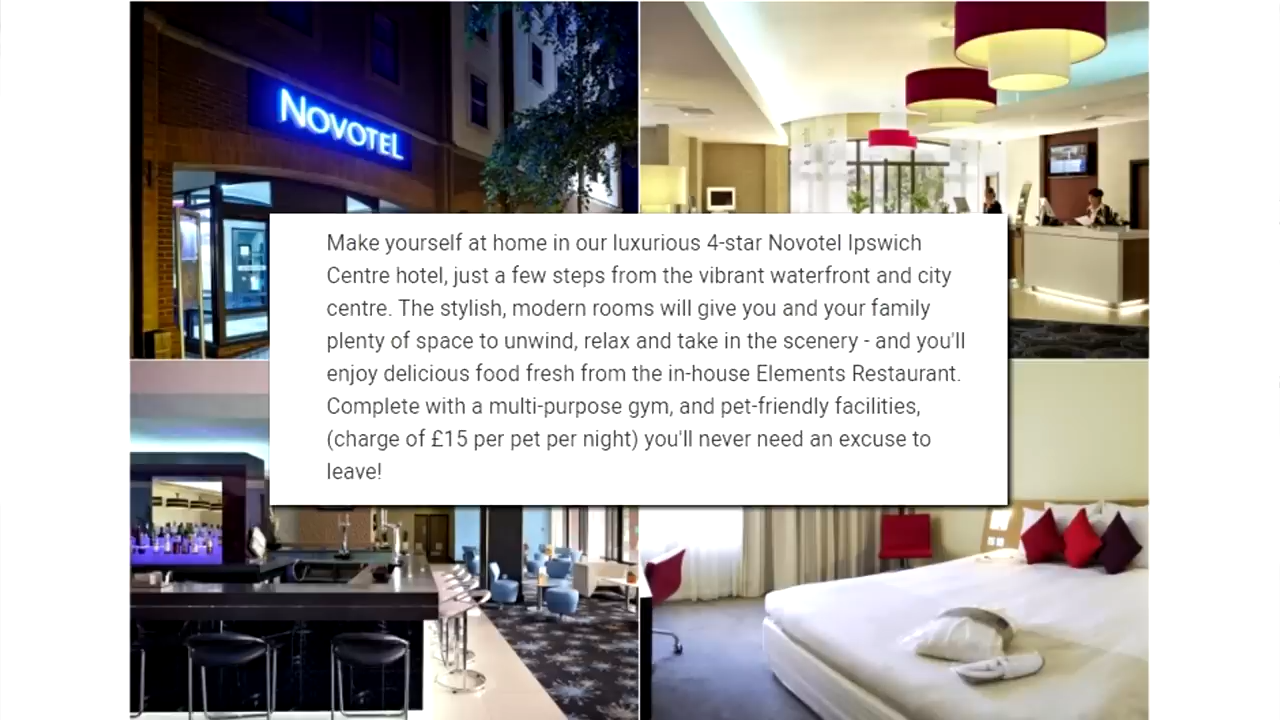 NOVOTEL
Make yourself at home in our luxurious 4-star Novotel Ipswich
Centre hotel, just a few steps from the vibrant waterfront and city
centre. The stylish, modern rooms will give you and your family
plenty of space to unwind, relax and take in the scenery - and you'll
enjoy delicious food fresh from the in-house Elements Restaurant.
Complete with a multi-purpose gym, and pet-friendly facilities,
(charge of £15 per pet per night) you'll never need an excuse to
leave!